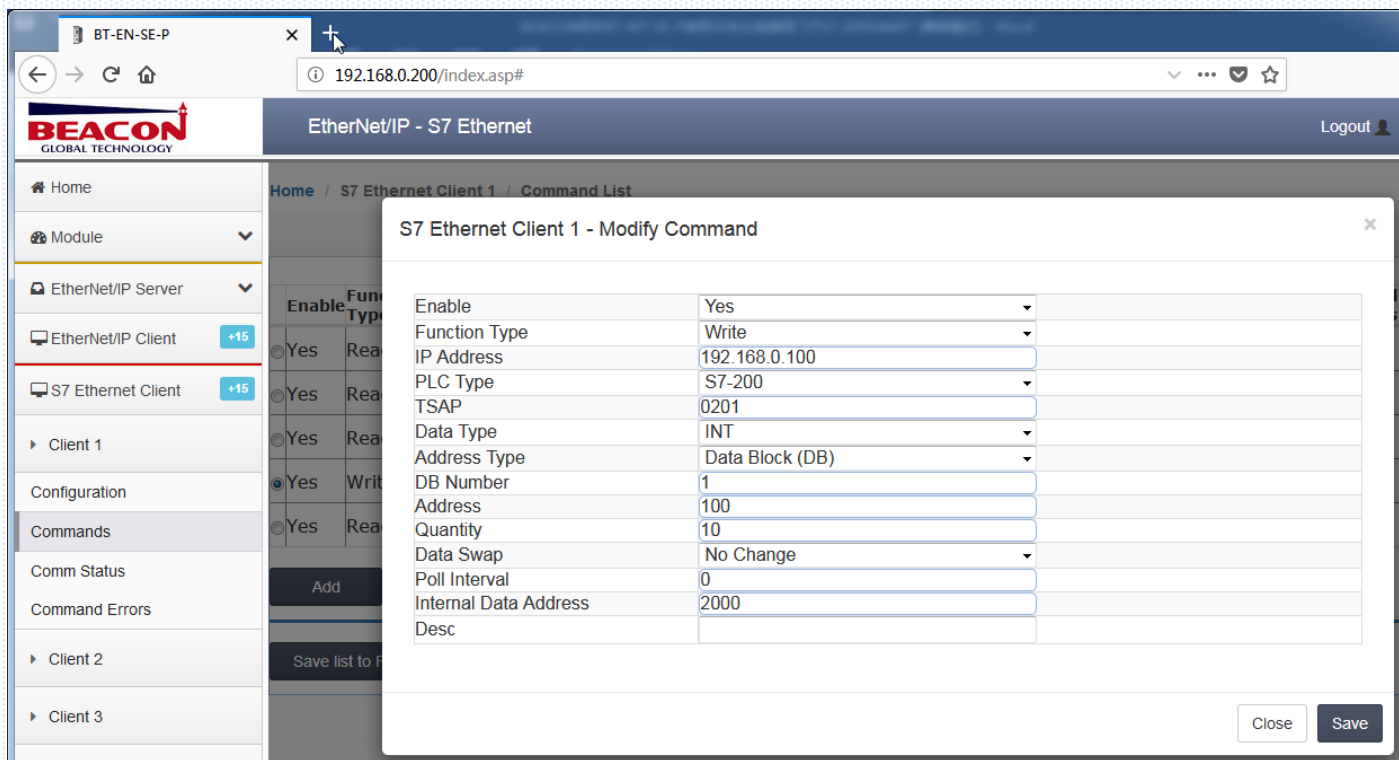 BT-EN-SE-P
192.168.0.200/index.asp#
BEACON
GLOBAL TECHNOLOGY
EtherNet/IP - S7 Ethernet
Logout
Home
Module
EtherNet/IP Server
EtherNet/IP Client +15
S7 Ethernet Client +15
Client 1
Configuration
Commands
Comm Status
Command Errors
Client 2
Client 3
Home / S7 Ethernet Client 1 / Command List
Enable
Yes
Yes
Yes
Yes
Yes
Add
Save list to
S7 Ethernet Client 1 - Modify Command
Enable Yes
Function Type Write
IP Address 192.168.0.100
PLC Type S7-200
TSAP 0201
Data Type INT
Address Type Data Block (DB)
DB Number 1
Address 100
Quantity 10
Data Swap No Change
Poll Interval 0
Internal Data Address 2000
Desc
Close
Save